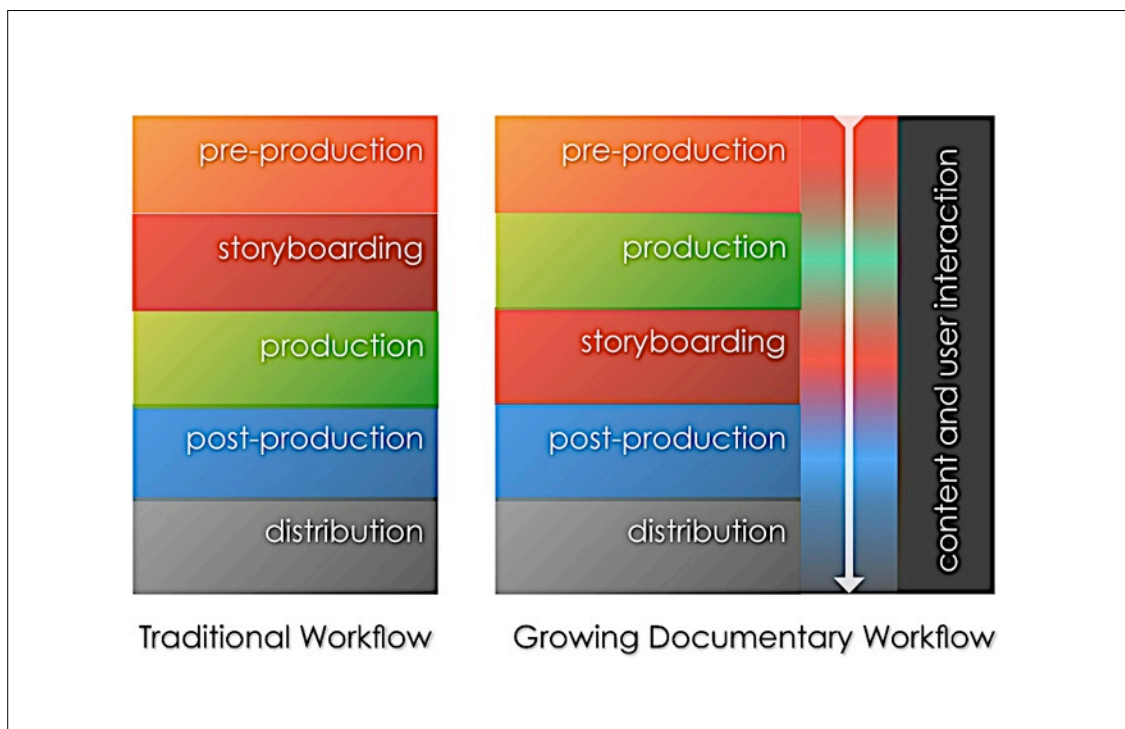 pre-production
storyboarding
production
post-production
distribution
Traditional Workflow
pre-production
production
storyboarding
post-production
distribution
content and user interaction
Growing Documentary Workflow